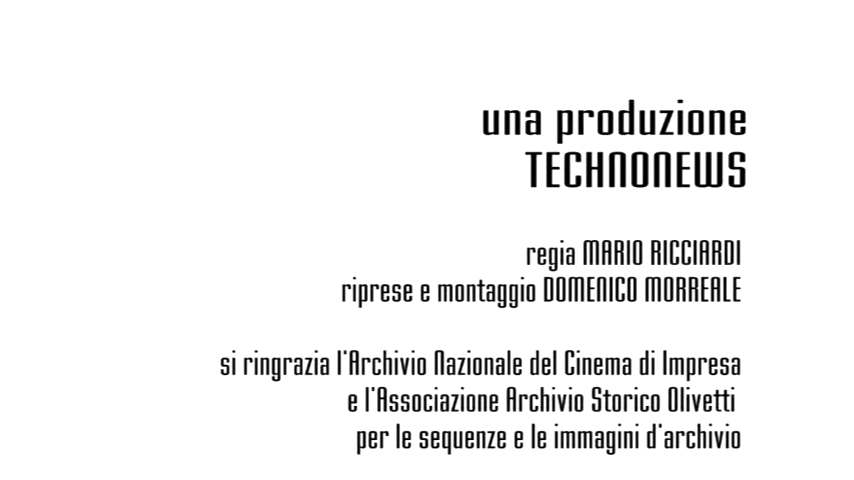 una produzione
TECHNONEWS
regia MARIO RICCIARDI
riprese e montaggio DOMENICO MORREALE
si ringrazia l'Archivio Nazionale del Cinema di Impresa
e l'Associazione Archivio Storico Olivetti
per le sequenze e le immagini d'archivio